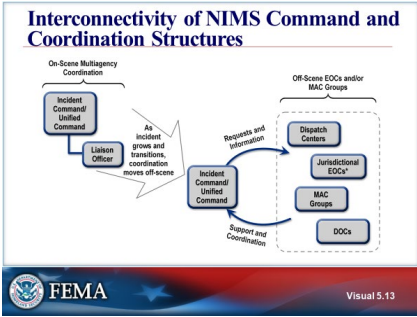 Interconnectivity of NIMS Command and
Coordination Structures
On-Scene Multiagency
Coordination
Incident
Command/
Unified
Command
Liaison
Officer
As
incident
grows and
transitions,
coordination
moves off-scene
Incident
Command/
Unified
Command
Requests and
Information
Support and
Coordination
Off-Scene EOCs and/or
MAC Groups
Dispatch
Centers
Jurisdictional
EOCs*
MAC
Groups
DOCs
FEMA
Visual 5.13